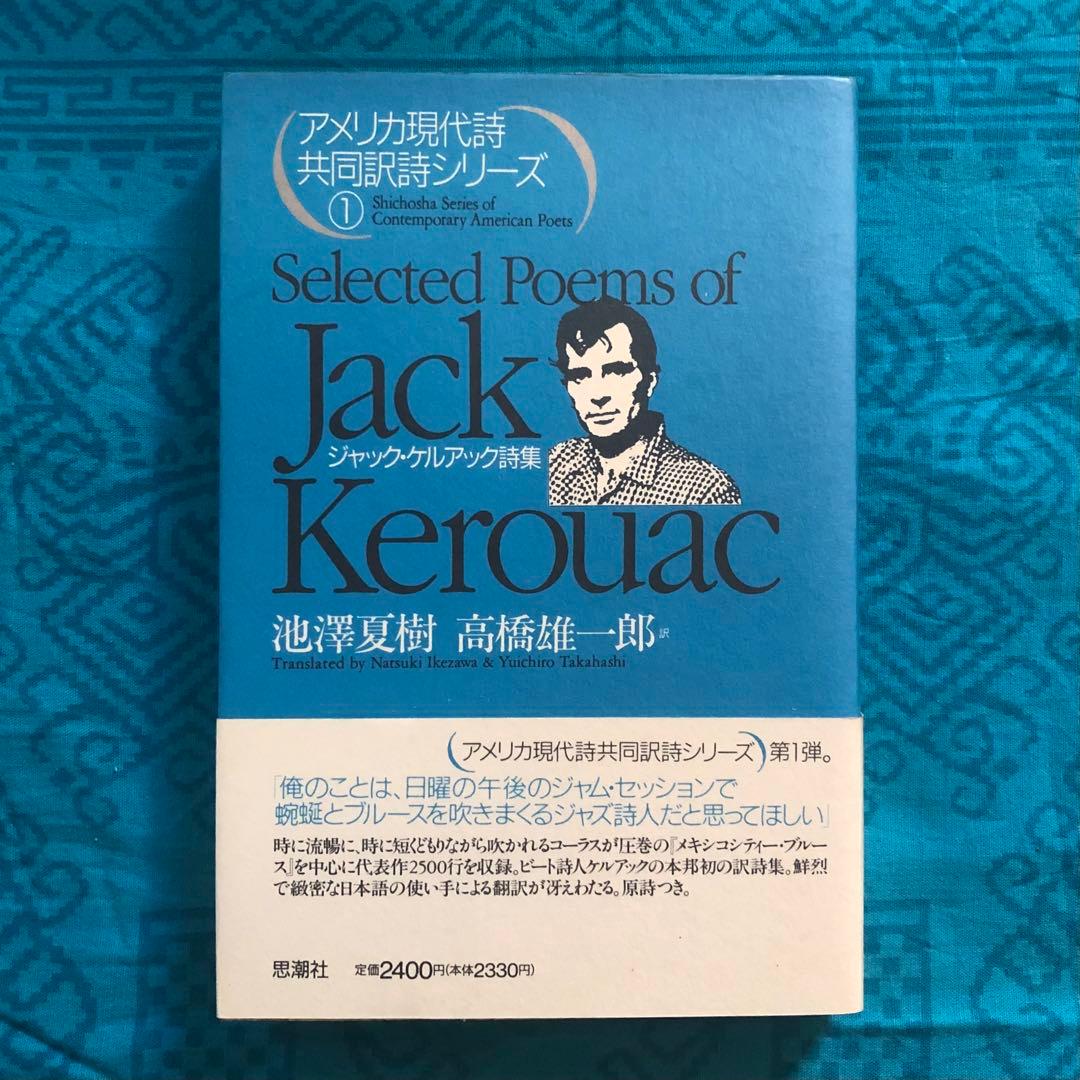 アメリカ現代詩
共同訳詩シリーズ
① Shichosha Series of
Contemporary American Poets
Selected Poems of
Jack
ジャック・ケルアック詩集
Kerouac
池澤夏樹 高橋雄一郎 訳
Translated by Natsuki Ikezawa & Yuichiro Takahashi
(アメリカ現代詩共同訳詩シリーズ)第1弾。
「俺のことは、日曜の午後のジャム・セッションで
蜿蜒とブルースを吹きまくるジャズ詩人だと思ってほしい」
時に流暢に、時に短くどもりながら吹かれるコーラスが圧巻の『メキシコシティー・ブルー
ス』を中心に代表作2500行を収録。ビート詩人ケルアックの本邦初の訳詩集。鮮烈
で緻密な日本語の使い手による翻訳が冴えわたる。原詩つき。
思潮社 定価2400円(本体2330円)